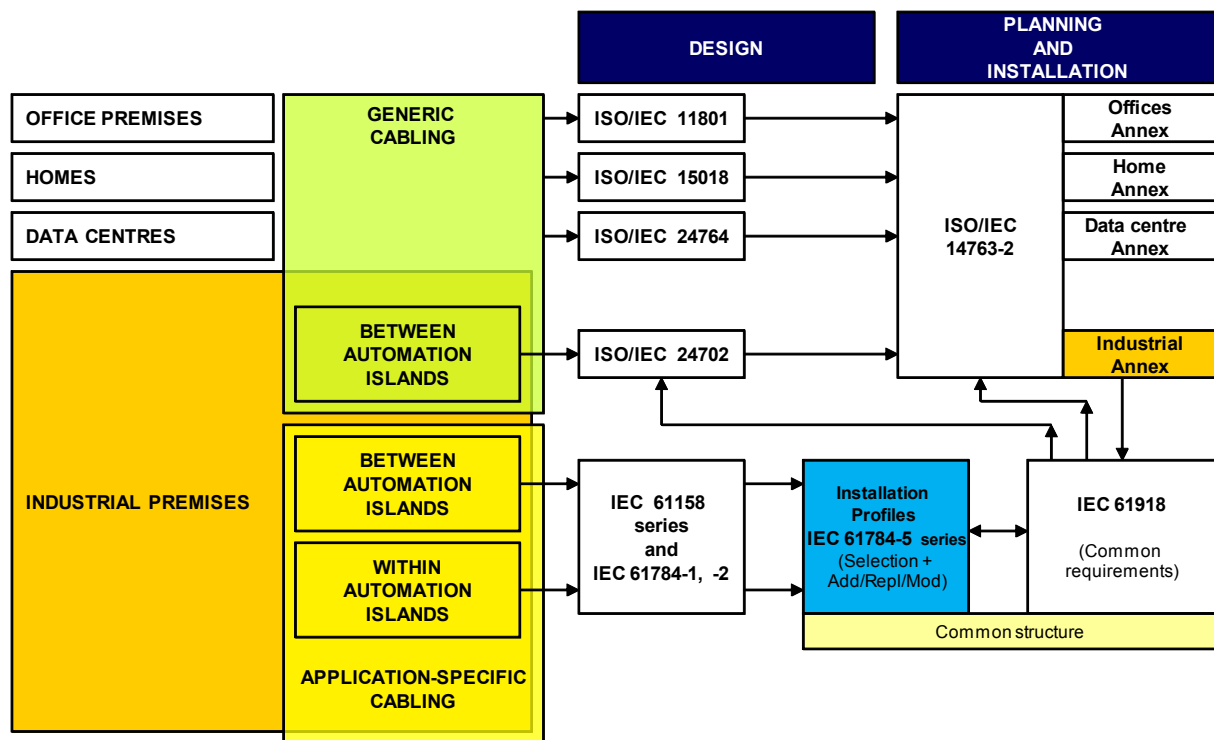 DESIGN
PLANNING
AND
INSTALLATION
OFFICE PREMISES
GENERIC
CABLING
ISO/IEC 11801
Offices
Annex
HOMES
ISO/IEC 15018
Home
Annex
DATA CENTRES
ISO/IEC 24764
ISO/IEC
14763-2
Data centre
Annex
BETWEEN
AUTOMATION
ISLANDS
ISO/IEC 24702
Industrial
Annex
INDUSTRIAL PREMISES
BETWEEN
AUTOMATION
ISLANDS
WITHIN
AUTOMATION
ISLANDS
APPLICATION-SPECIFIC
CABLING
IEC 61158
series
and
IEC 61784-1, -2
Installation
Profiles
IEC 61784-5 series
(Selection +
Add/Repl/Mod)
IEC 61918
(Common
requirements)
Common structure